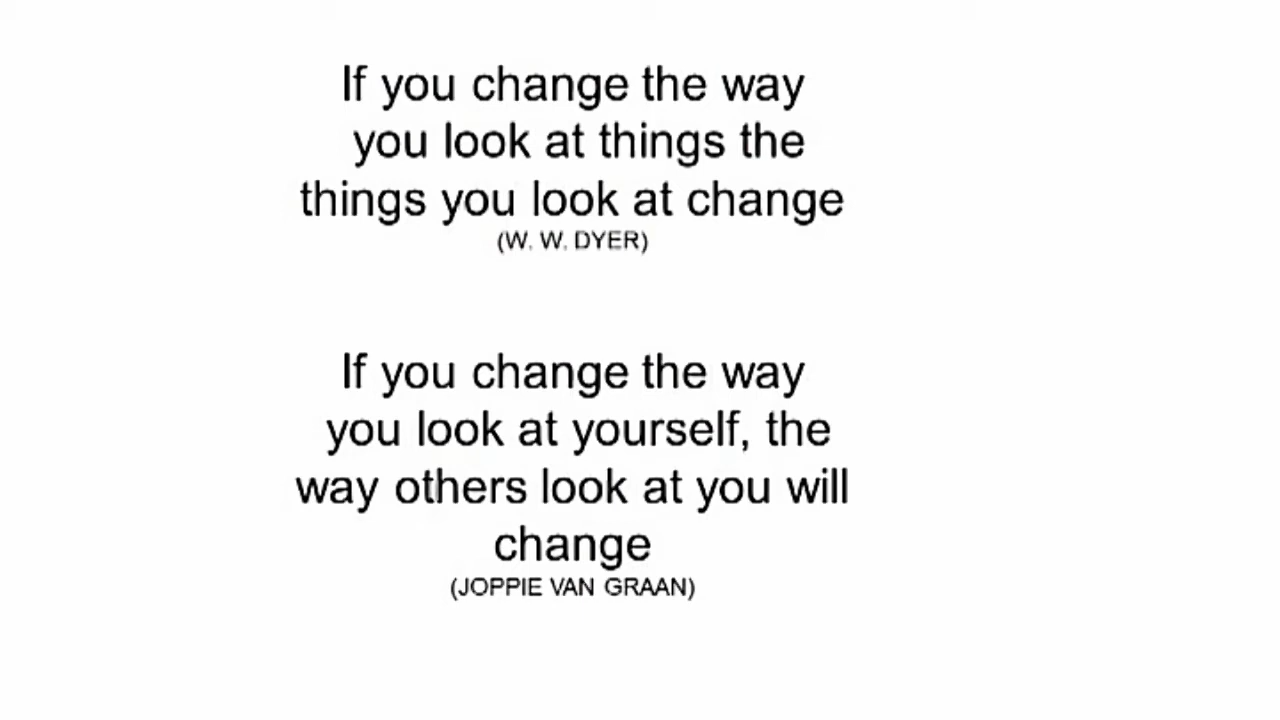 If you change the way
you look at things the
things you look at change
(W. W. DYER)
If you change the way
you look at yourself, the
way others look at you will
change
(JOPPIE VAN GRAAN)